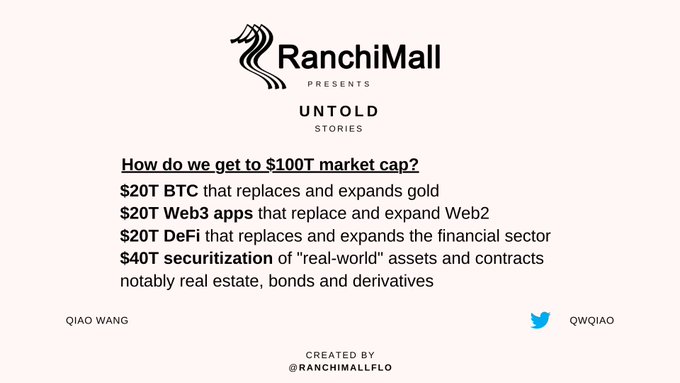 RanchiMall
PRESENTS
UNTOLD
STORIES
How do we get to $100T market cap?
$20T BTC that replaces and expands gold
$20T Web3 apps that replace and expand Web2
$20T DeFi that replaces and expands the financial sector
$40T securitization of "real-world" assets and contracts
notably real estate, bonds and derivatives
QIAO WANG
QWQIAO
CREATED BY
@RANCHIMALLFLO